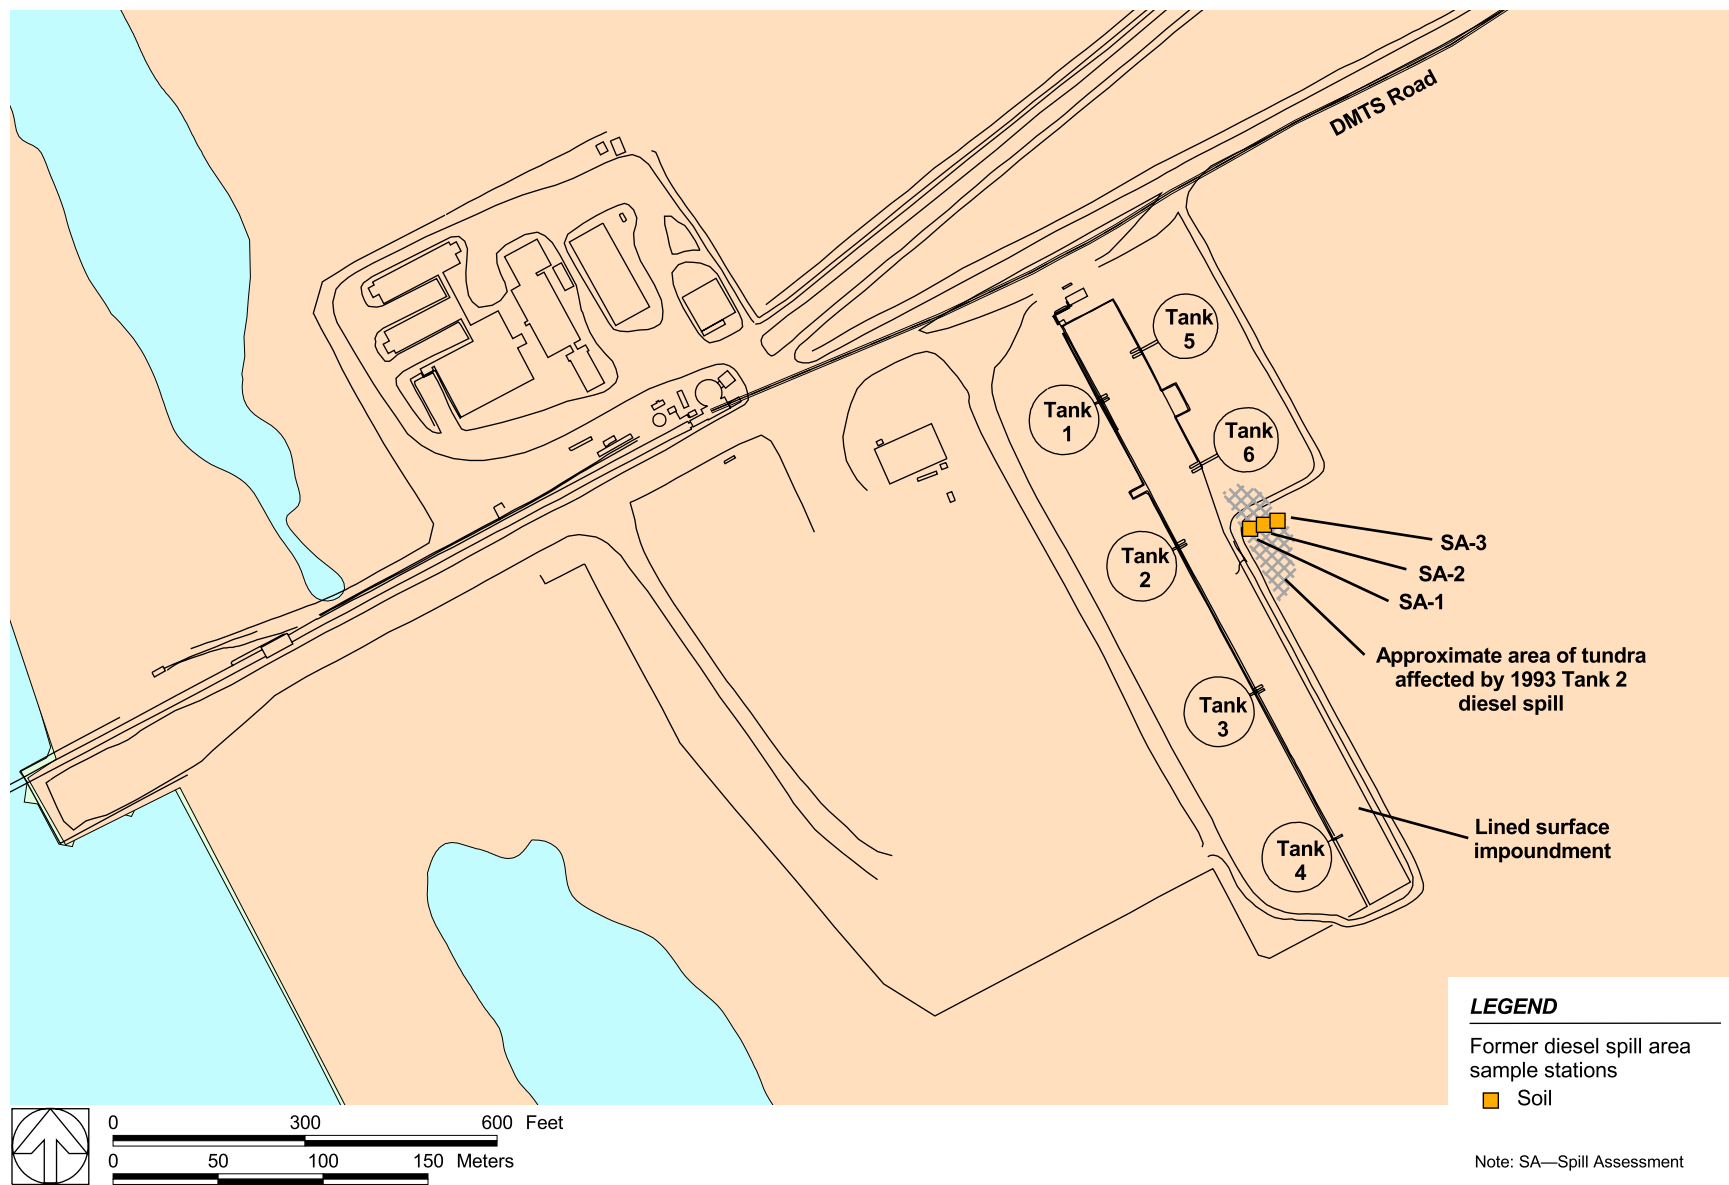 DMTS Road
Tank
5
Tank
1
Tank
6
Tank
2
SA-3
SA-2
SA-1
Approximate area of tundra
affected by 1993 Tank 2
diesel spill
Tank
3
Lined surface
impoundment
Tank
4
LEGEND
Former diesel spill area
sample stations
Soil
Note: SA—Spill Assessment
0 300 600 Feet
0 50 100 150 Meters